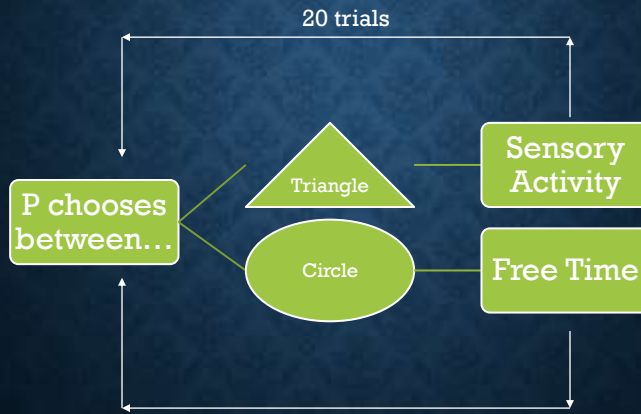 20 trials
P chooses
between...
Triangle
Circle
Sensory
Activity
Free Time